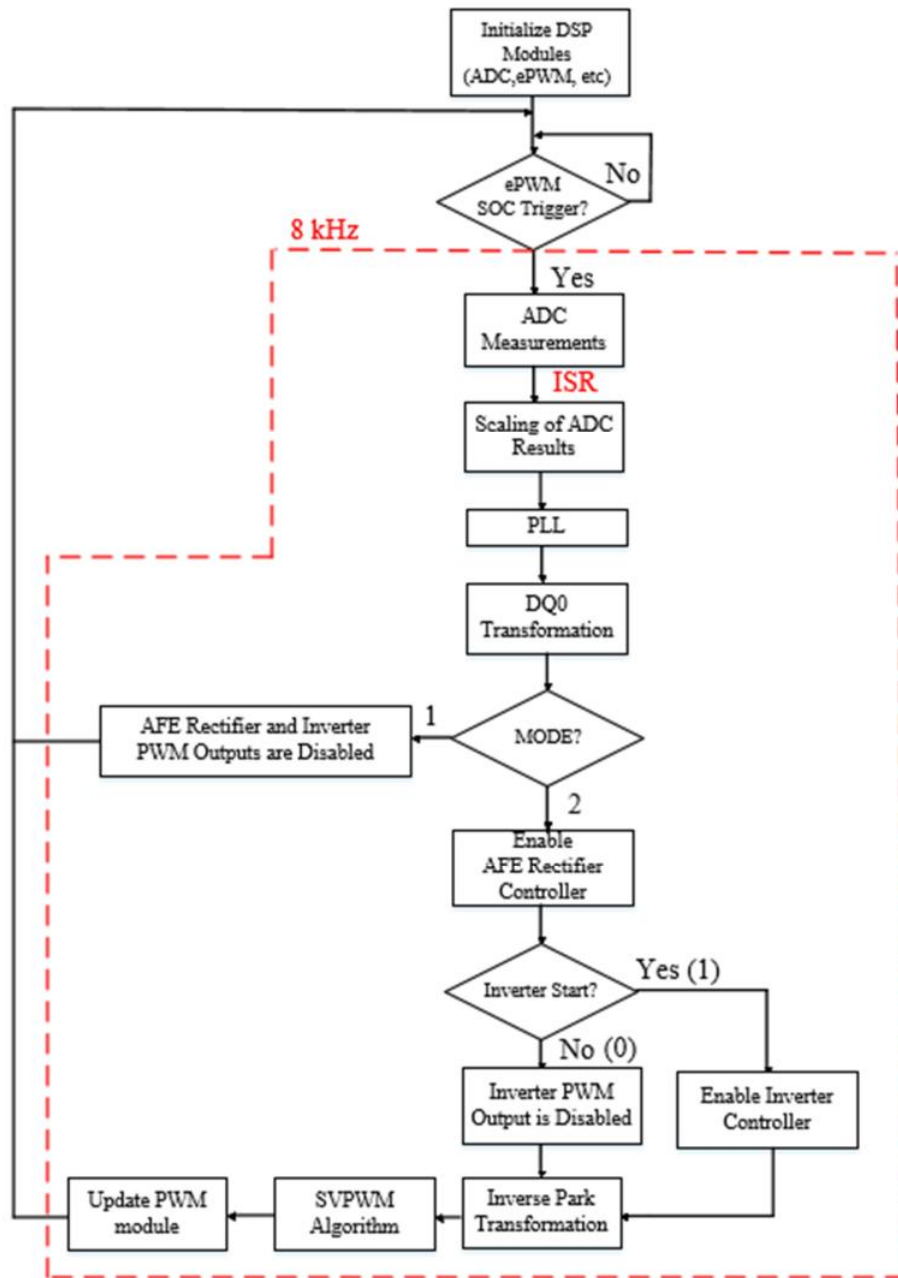 Initialize DSP
Modules
(ADC,ePWM, etc)
No
ePWM
SOC Trigger?
8 kHz
Yes
ADC
Measurements
ISR
Scaling of ADC
Results
PLL
DQ0
Transformation
1
AFE Rectifier and Inverter
PWM Outputs are Disabled
MODE?
2
Enable
AFE Rectifier
Controller
Yes (1)
Inverter Start?
No (0)
Inverter PWM
Output is Disabled
Enable Inverter
Controller
Update PWM
module
SVPWM
Algorithm
Inverse Park
Transformation